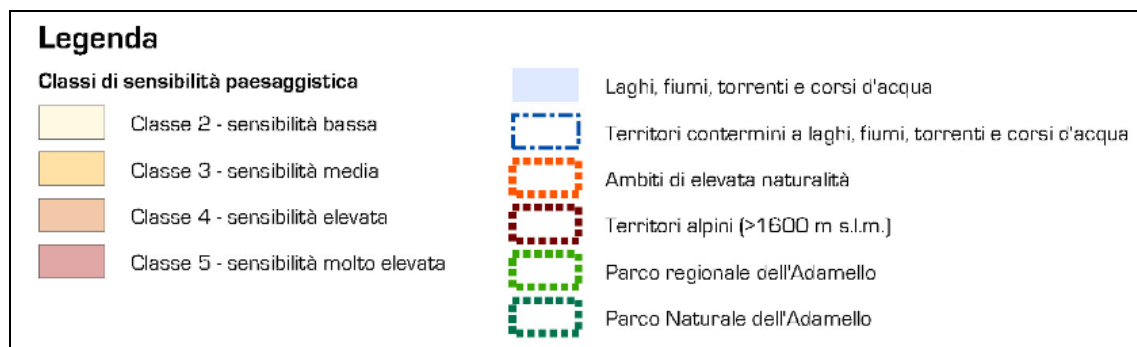 Legenda
Classi di sensibilità paesaggistica
Classe 2 - sensibilità bassa
Classe 3 - sensibilità media
Classe 4 - sensibilità elevata
Classe 5 - sensibilità molto elevata
Laghi, fiumi, torrenti e corsi d'acqua
Territori contermini a laghi, fiumi, torrenti e corsi d'acqua
Ambiti di elevata naturalità
Territori alpini (>1600 m s.l.m.)
Parco regionale dell'Adamello
Parco Naturale dell'Adamello